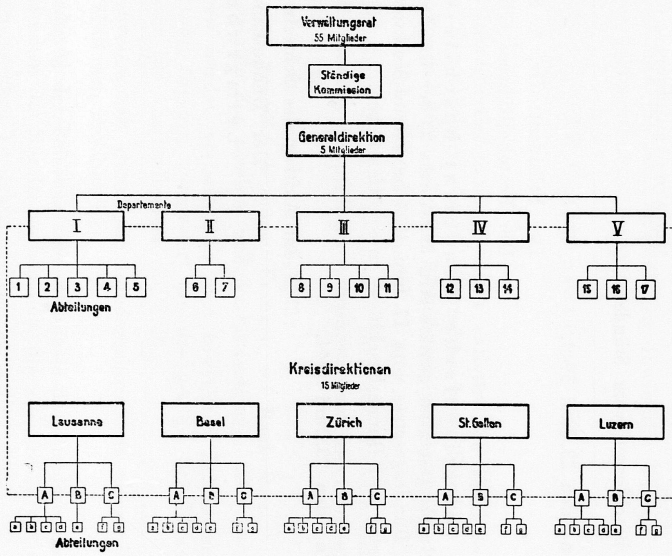 Verwaltungsrat
55 Mitglieder
Ständige
Kommission
Generaldirektion
5 Mitglieder
Departemente
I II III IV V
1 2 3 4 5 6 7 8 9 10 11 12 13 14 15 16 17
Abteilungen
Kreisdirektionen
15 Mitglieder
Lausanne Basel Zürich St.Gallen Luzern
A B C A B C A B C A B C A B C
a b c d e f g a b c d e f g a b c d e f g a b c d e f g a b c d e f g
Abteilungen